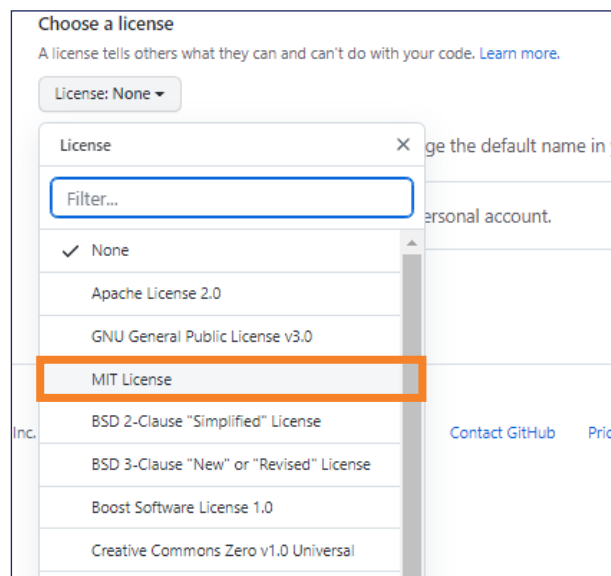 Choose a license
A license tells others what they can and can't do with your code. Learn more.
License: None
License
ge the default name in
Filter...
ersonal account.
None
Apache License 2.0
GNU General Public License v3.0
MIT License
BSD 2-Clause "Simplified" License
Inc.
Contact GitHub
Pric
BSD 3-Clause "New" or "Revised" License
Boost Software License 1.0
Creative Commons Zero v1.0 Universal